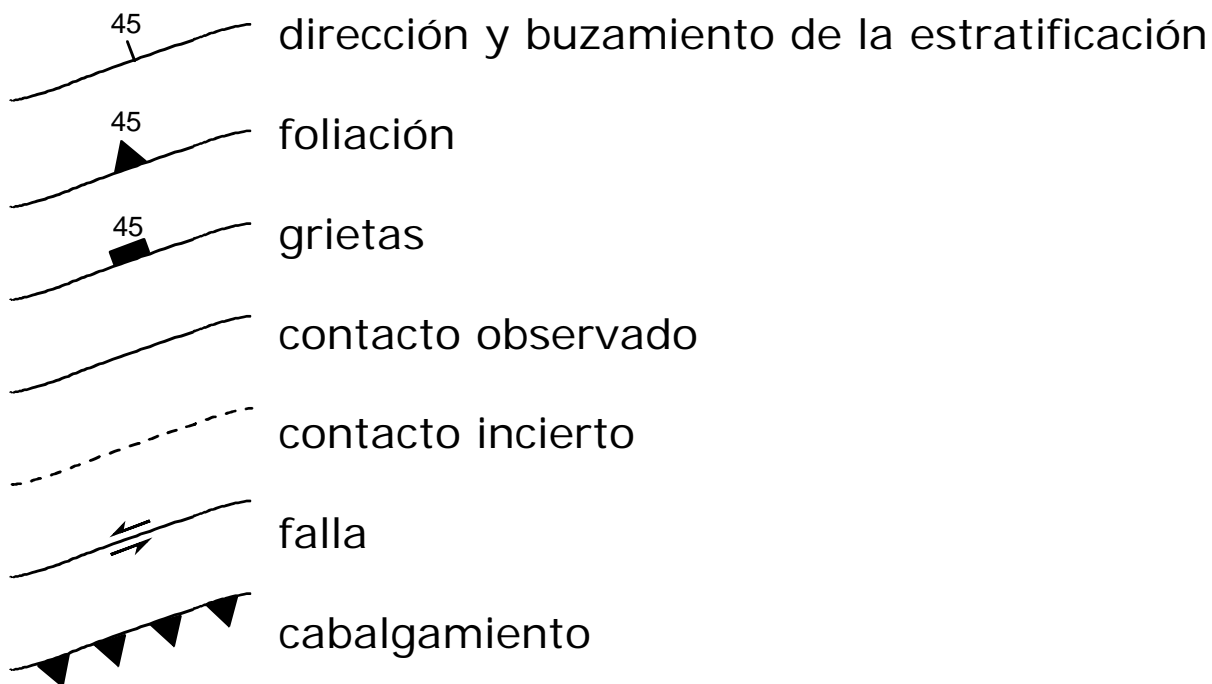 45 dirección y buzamiento de la estratificación
45 foliación
45 grietas
contacto observado
contacto incierto
falla
cabalgamiento